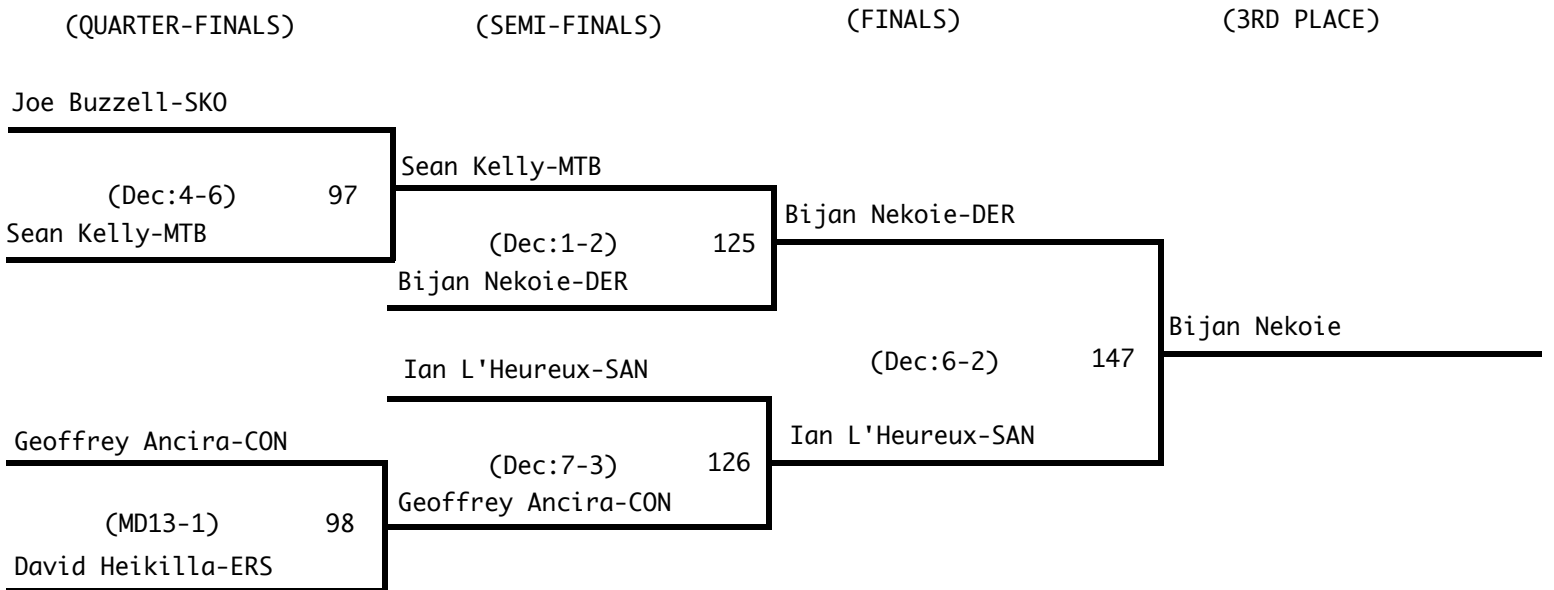 (QUARTER-FINALS) (SEMI-FINALS) (FINALS) (3RD PLACE)
Joe Buzzell-SKO
(Dec:4-6) 97
Sean Kelly-MTB
Geoffrey Ancira-CON
(MD13-1) 98
David Heikilla-ERS
Sean Kelly-MTB
(Dec:1-2) 125
Bijan Nekoie-DER
Ian L'Heureux-SAN
(Dec:7-3) 126
Geoffrey Ancira-CON
Bijan Nekoie-DER
(Dec:6-2) 147
Ian L'Heureux-SAN
Bijan Nekoie